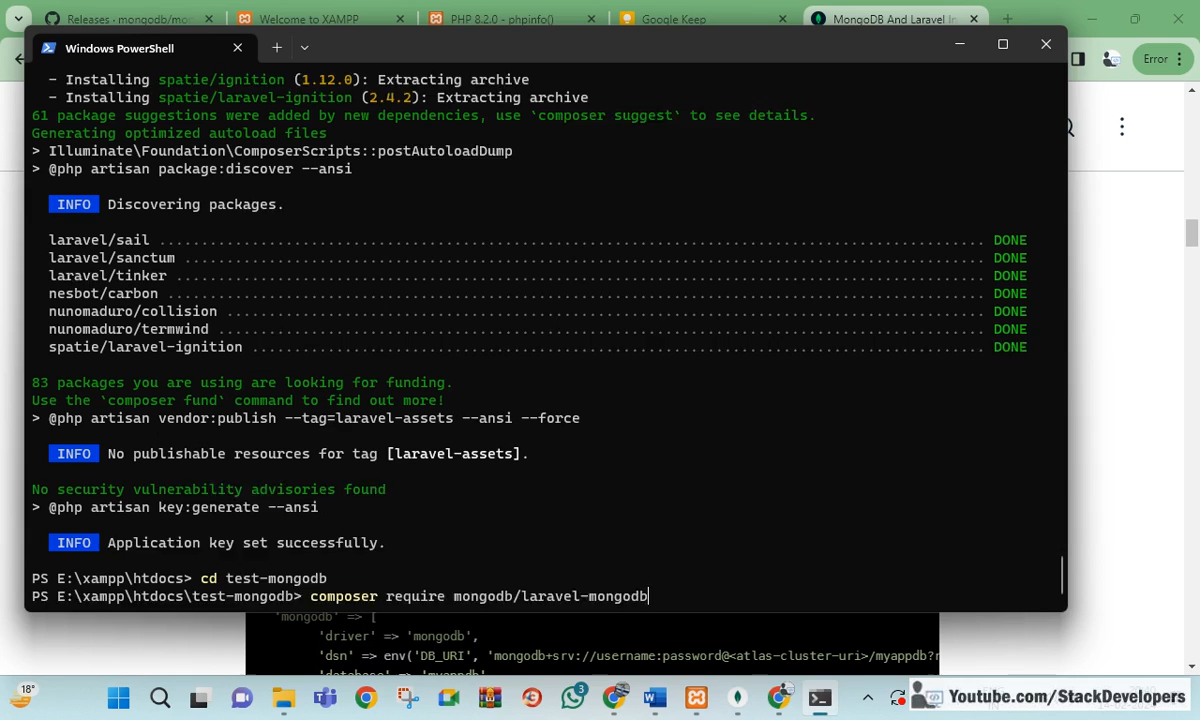 Releases - mongodb/mon
Welcome to XAMPP
PHP 8.2.0 - phpinfo()
Google Keep
MongoDB And Laravel In
Windows PowerShell
Error
- Installing spatie/ignition (1.12.0): Extracting archive
- Installing spatie/laravel-ignition (2.4.2): Extracting archive
61 package suggestions were added by new dependencies, use `composer suggest` to see details.
Generating optimized autoload files
> Illuminate\Foundation\ComposerScripts::postAutoloadDump
> @php artisan package:discover --ansi
INFO Discovering packages.
laravel/sail ........................................................................................ DONE
laravel/sanctum ..................................................................................... DONE
laravel/tinker ...................................................................................... DONE
nesbot/carbon ....................................................................................... DONE
nunomaduro/collision ................................................................................ DONE
nunomaduro/termwind ................................................................................. DONE
spatie/laravel-ignition ............................................................................. DONE
83 packages you are using are looking for funding.
Use the `composer fund` command to find out more!
> @php artisan vendor:publish --tag=laravel-assets --ansi --force
INFO No publishable resources for tag [laravel-assets].
No security vulnerability advisories found
> @php artisan key:generate --ansi
INFO Application key set successfully.
PS E:\xampp\htdocs> cd test-mongodb
PS E:\xampp\htdocs\test-mongodb> composer require mongodb/laravel-mongodb
'mongodb' => [
'driver' => 'mongodb',
'dsn' => env('DB_URI', 'mongodb+srv://username:password@<atlas-cluster-uri>/myappdb?r
'database' => 'myappdb',
18°
3
Youtube.com/StackDevelopers